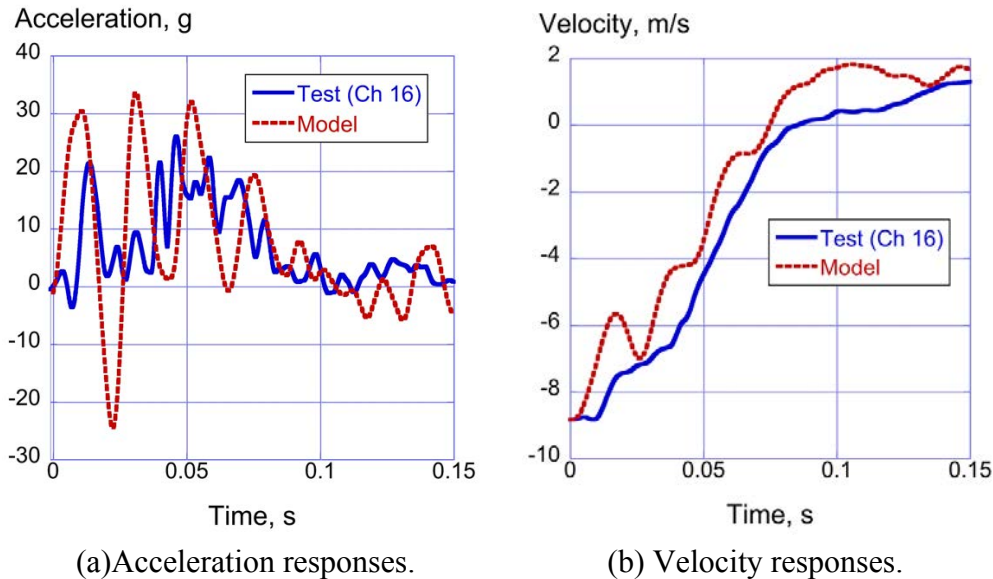 Acceleration, g
40
30
20
10
0
-10
-20
-30
0
0.05
0.1
0.15
Test (Ch 16)
Model
Time, s
(a)Acceleration responses.
Velocity, m/s
2
0
-2
-4
-6
-8
-10
0
0.05
0.1
0.15
Test (Ch 16)
Model
Time, s
(b) Velocity responses.